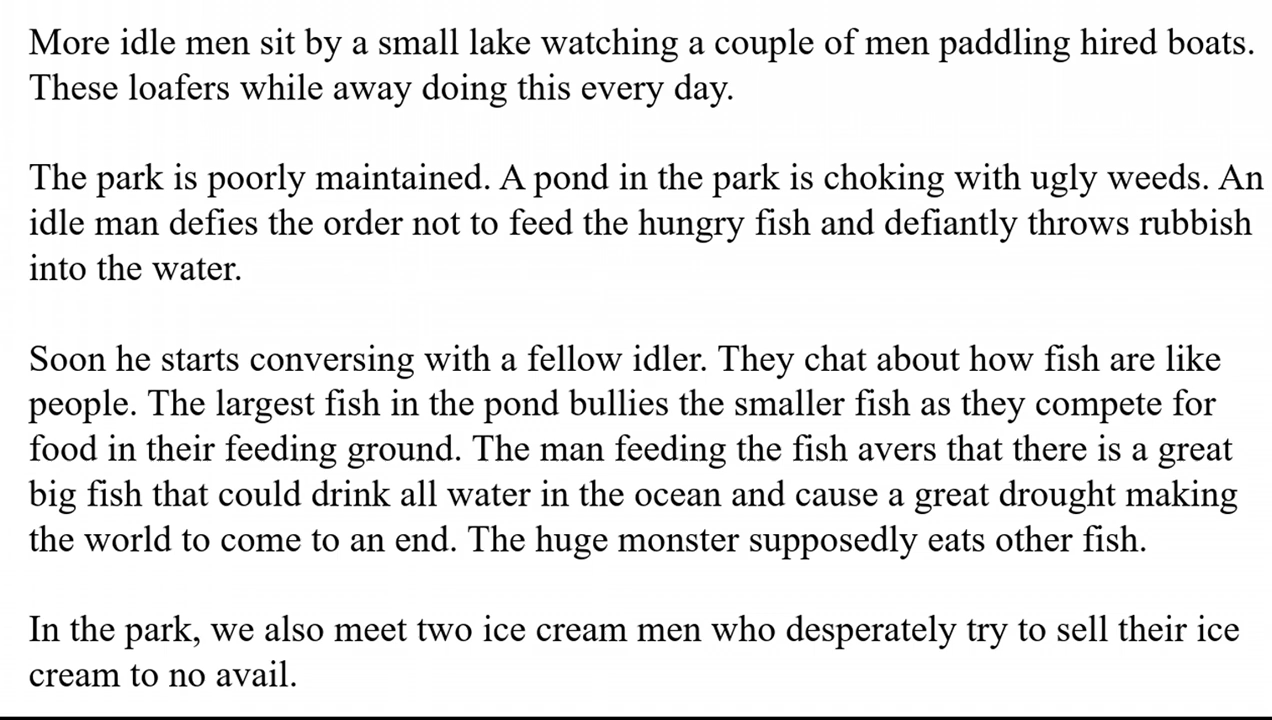 More idle men sit by a small lake watching a couple of men paddling hired boats.
These loafers while away doing this every day.
The park is poorly maintained. A pond in the park is choking with ugly weeds. An
idle man defies the order not to feed the hungry fish and defiantly throws rubbish
into the water.
Soon he starts conversing with a fellow idler. They chat about how fish are like
people. The largest fish in the pond bullies the smaller fish as they compete for
food in their feeding ground. The man feeding the fish avers that there is a great
big fish that could drink all water in the ocean and cause a great drought making
the world to come to an end. The huge monster supposedly eats other fish.
In the park, we also meet two ice cream men who desperately try to sell their ice
cream to no avail.